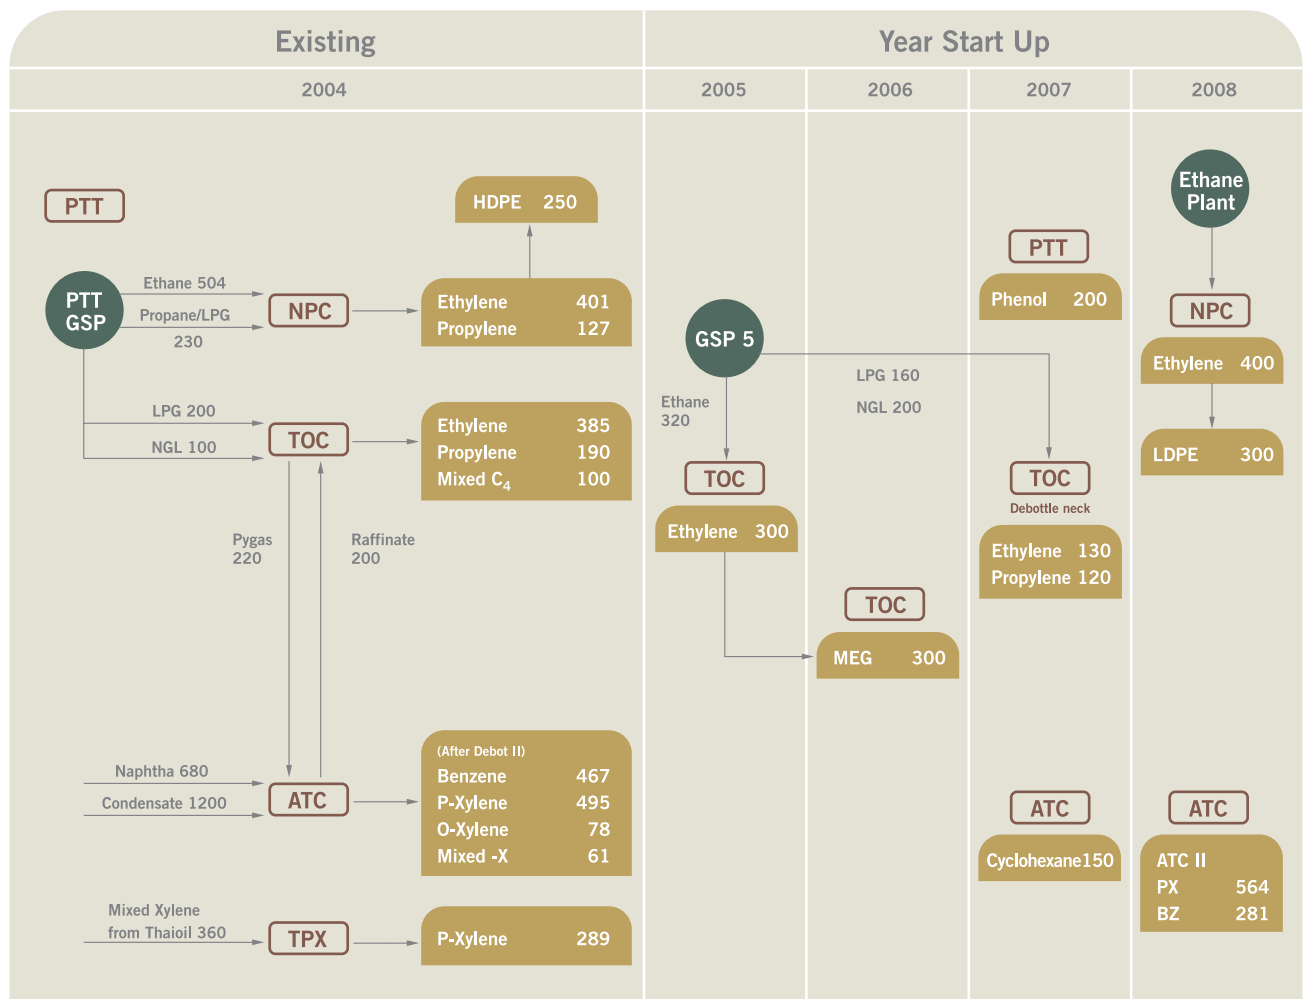 Existing
Year Start Up
2004
2005
2006
2007
2008
PTT
HDPE 250
PTT
GSP
Ethane 504
Propane/LPG
230
NPC
Ethylene 401
Propylene 127
LPG 200
NGL 100
TOC
Ethylene 385
Propylene 190
Mixed C4 100
Pygas
220
Raffinate
200
Naphtha 680
Condensate 1200
ATC
(After Debot II)
Benzene 467
P-Xylene 495
O-Xylene 78
Mixed -X 61
Mixed Xylene
from Thaioil 360
TPX
P-Xylene 289
GSP 5
Ethane
320
LPG 160
NGL 200
TOC
Ethylene 300
TOC
MEG 300
PTT
Phenol 200
TOC
Debottle neck
Ethylene 130
Propylene 120
ATC
Cyclohexane150
Ethane
Plant
NPC
Ethylene 400
LDPE 300
ATC
ATC II
PX 564
BZ 281